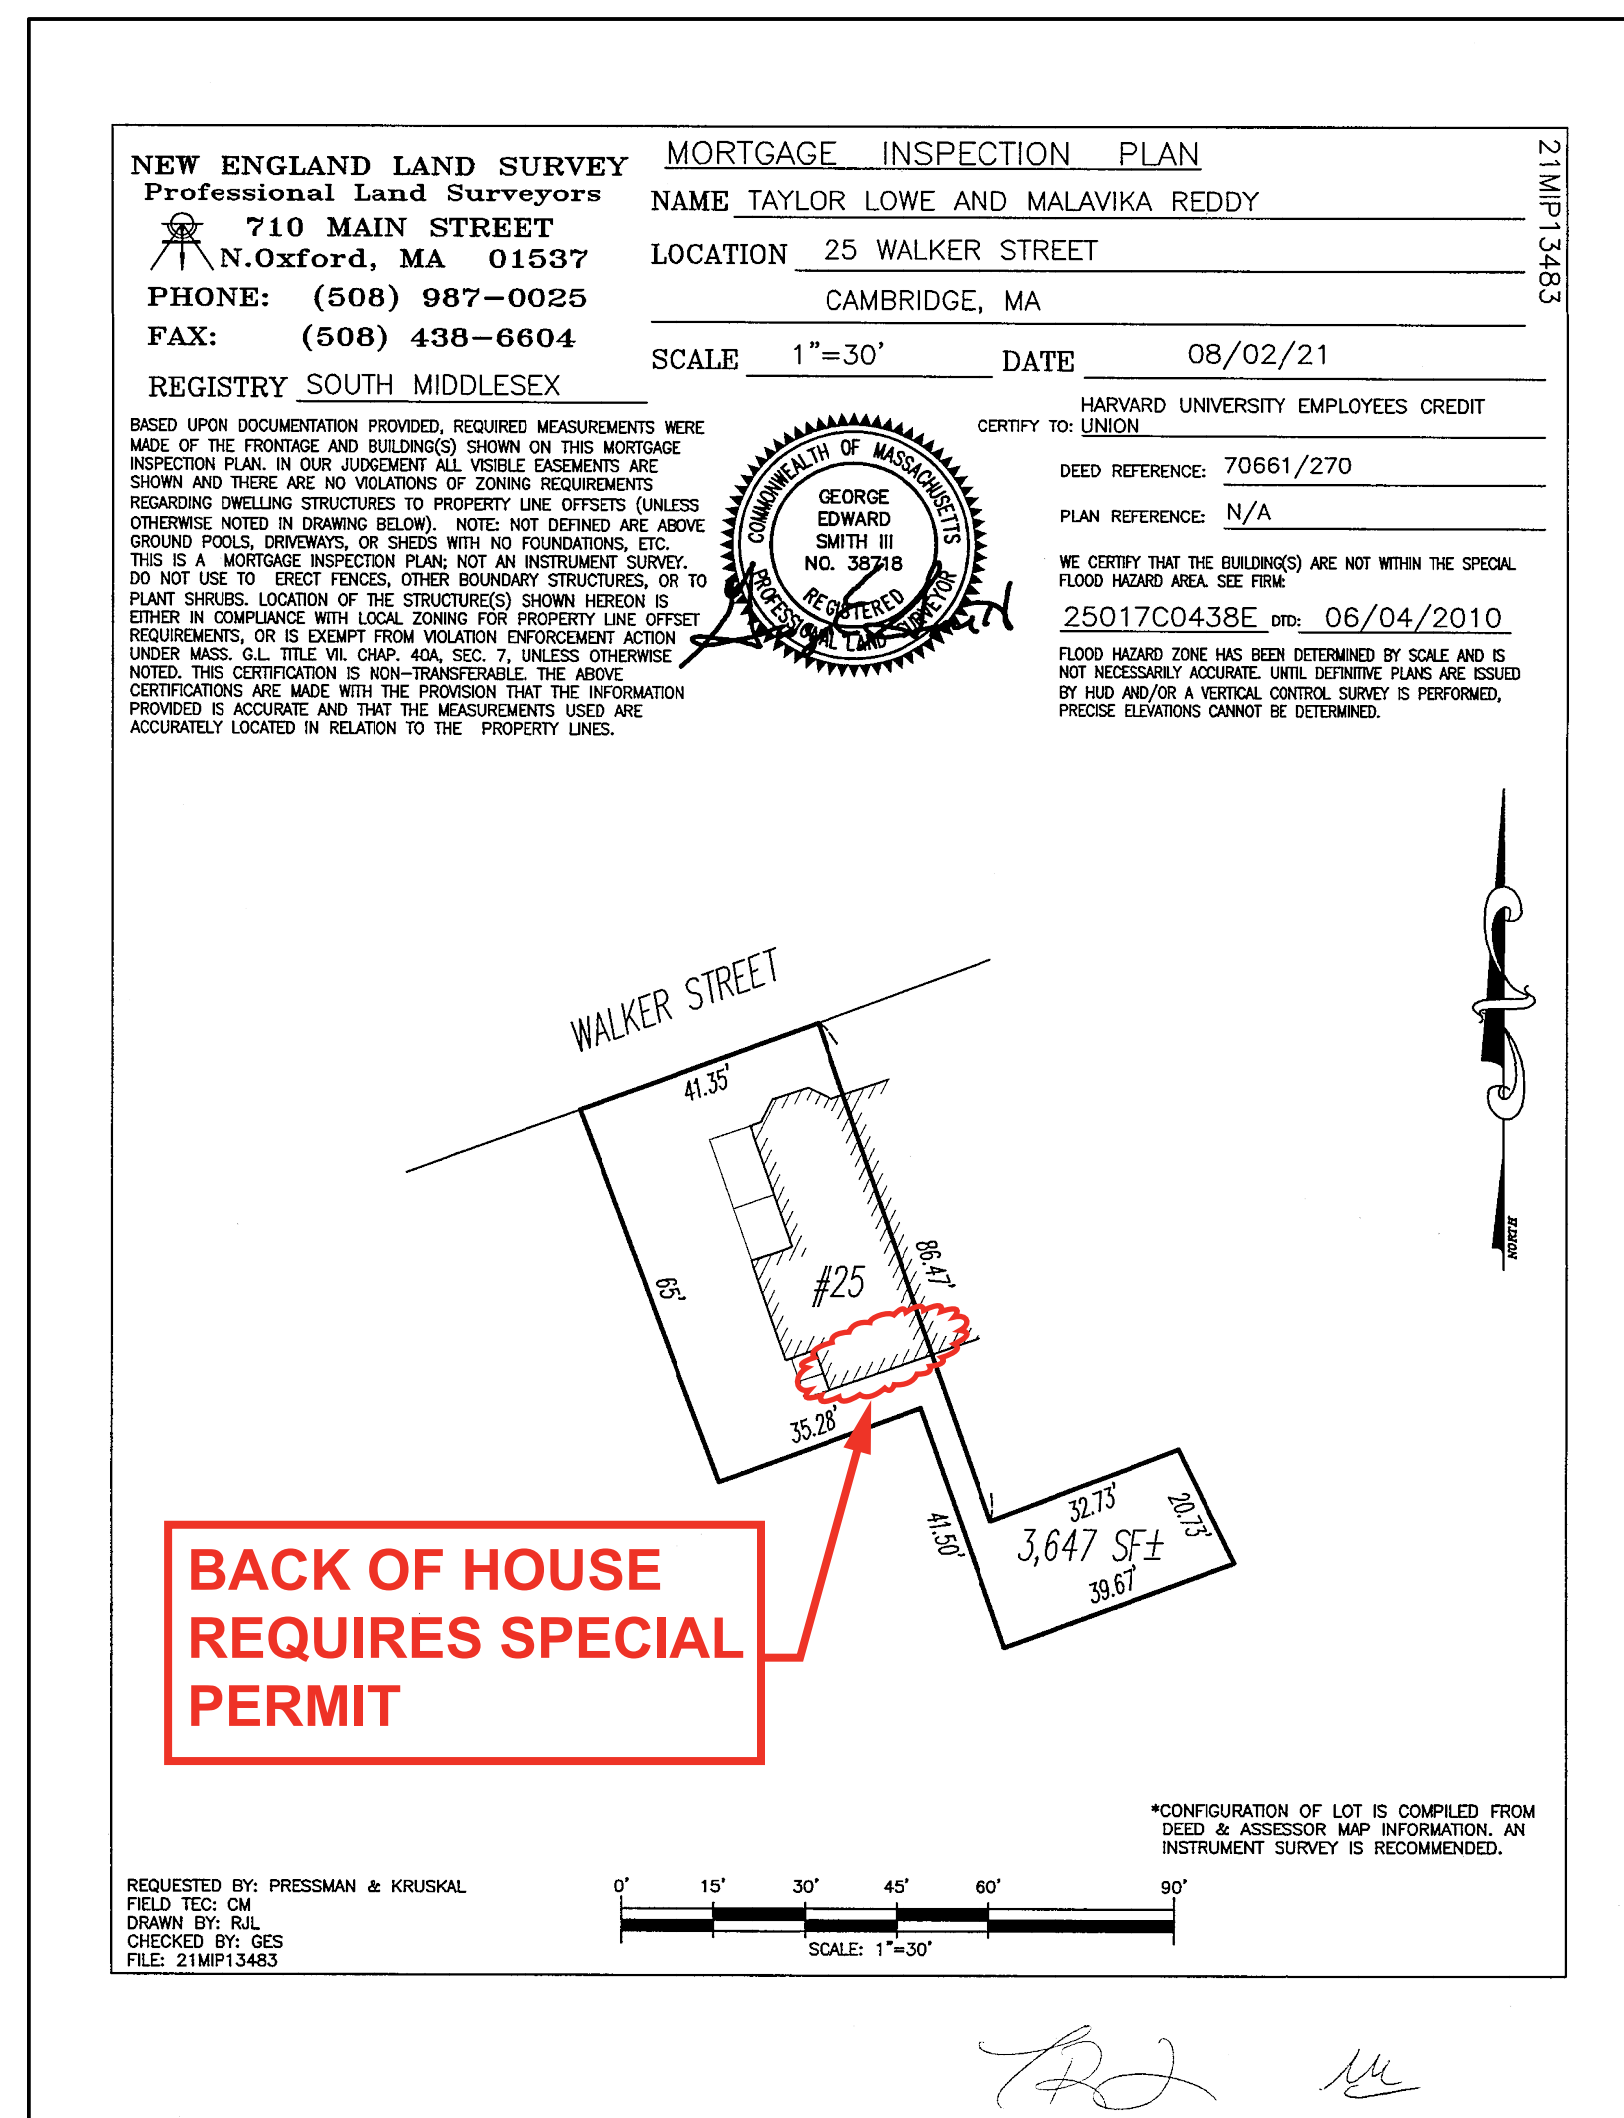 NEW ENGLAND LAND SURVEY
Professional Land Surveyors
710 MAIN STREET
N.Oxford, MA 01537
PHONE: (508) 987-0025
FAX: (508) 438-6604
REGISTRY SOUTH MIDDLESEX
MORTGAGE INSPECTION PLAN
NAME TAYLOR LOWE AND MALAVIKA REDDY
LOCATION 25 WALKER STREET
CAMBRIDGE, MA
SCALE 1"=30' DATE 08/02/21
21MIP13483
BASED UPON DOCUMENTATION PROVIDED, REQUIRED MEASUREMENTS WERE
MADE OF THE FRONTAGE AND BUILDING(S) SHOWN ON THIS MORTGAGE
INSPECTION PLAN. IN OUR JUDGEMENT ALL VISIBLE EASEMENTS ARE
SHOWN AND THERE ARE NO VIOLATIONS OF ZONING REQUIREMENTS
REGARDING DWELLING STRUCTURES TO PROPERTY LINE OFFSETS (UNLESS
OTHERWISE NOTED IN DRAWING BELOW). NOTE: NOT DEFINED ARE ABOVE
GROUND POOLS, DRIVEWAYS, OR SHEDS WITH NO FOUNDATIONS, ETC.
THIS IS A MORTGAGE INSPECTION PLAN; NOT AN INSTRUMENT SURVEY.
DO NOT USE TO ERECT FENCES, OTHER BOUNDARY STRUCTURES, OR TO
PLANT SHRUBS. LOCATION OF THE STRUCTURE(S) SHOWN HEREON IS
EITHER IN COMPLIANCE WITH LOCAL ZONING FOR PROPERTY LINE OFFSET
REQUIREMENTS, OR IS EXEMPT FROM VIOLATION ENFORCEMENT ACTION
UNDER MASS. G.L. TITLE VII. CHAP. 40A, SEC. 7, UNLESS OTHERWISE
NOTED. THIS CERTIFICATION IS NON-TRANSFERABLE. THE ABOVE
CERTIFICATIONS ARE MADE WITH THE PROVISION THAT THE INFORMATION
PROVIDED IS ACCURATE AND THAT THE MEASUREMENTS USED ARE
ACCURATELY LOCATED IN RELATION TO THE PROPERTY LINES.
COMMONWEALTH OF MASSACHUSETTS
GEORGE
EDWARD
SMITH III
NO. 38718
REGISTERED
PROFESSIONAL LAND SURVEYOR
HARVARD UNIVERSITY EMPLOYEES CREDIT
CERTIFY TO: UNION
DEED REFERENCE: 70661/270
PLAN REFERENCE: N/A
WE CERTIFY THAT THE BUILDING(S) ARE NOT WITHIN THE SPECIAL
FLOOD HAZARD AREA. SEE FIRM:
25017C0438E DTD: 06/04/2010
FLOOD HAZARD ZONE HAS BEEN DETERMINED BY SCALE AND IS
NOT NECESSARILY ACCURATE. UNTIL DEFINITIVE PLANS ARE ISSUED
BY HUD AND/OR A VERTICAL CONTROL SURVEY IS PERFORMED,
PRECISE ELEVATIONS CANNOT BE DETERMINED.
NORTH
WALKER STREET
41.35'
65'
86.47'
#25
35.28'
41.50'
32.73'
20.73'
3,647 SF±
39.67'
BACK OF HOUSE
REQUIRES SPECIAL
PERMIT
*CONFIGURATION OF LOT IS COMPILED FROM
DEED & ASSESSOR MAP INFORMATION. AN
INSTRUMENT SURVEY IS RECOMMENDED.
REQUESTED BY: PRESSMAN & KRUSKAL
FIELD TEC: CM
DRAWN BY: RJL
CHECKED BY: GES
FILE: 21MIP13483
0' 15' 30' 45' 60' 90'
SCALE: 1"=30'